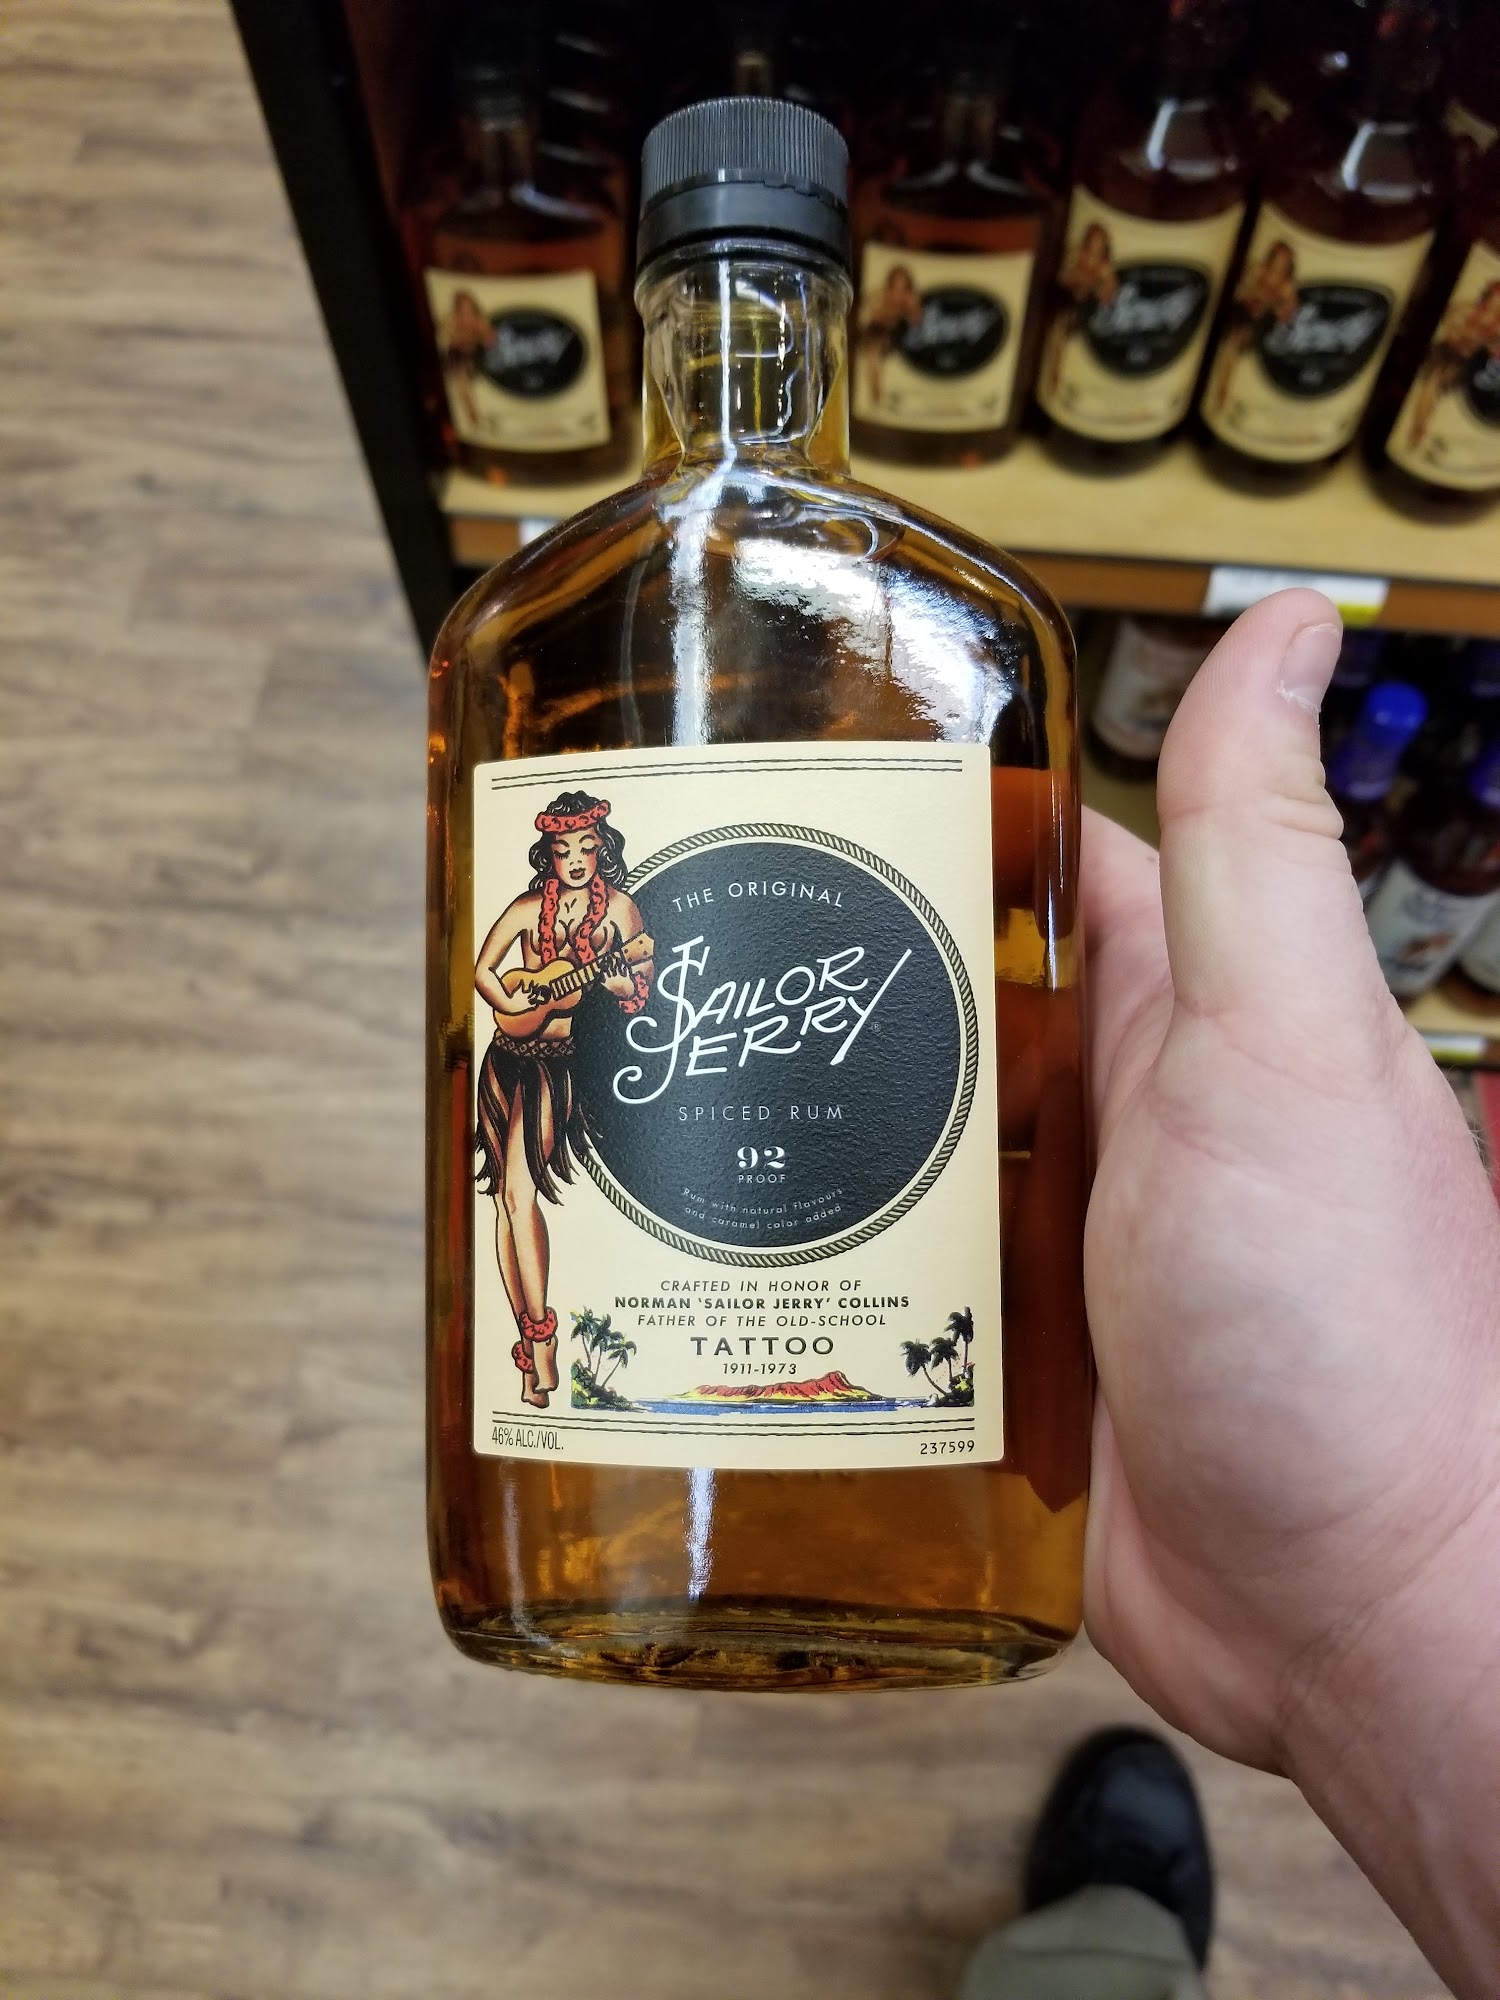 THE ORIGINAL
SAILOR
JERRY
SPICED RUM
92
PROOF
Rum with natural flavours
and caramel color added
CRAFTED IN HONOR OF
NORMAN 'SAILOR JERRY' COLLINS
FATHER OF THE OLD-SCHOOL
TATTOO
1911-1973
46% ALC./VOL.
237599